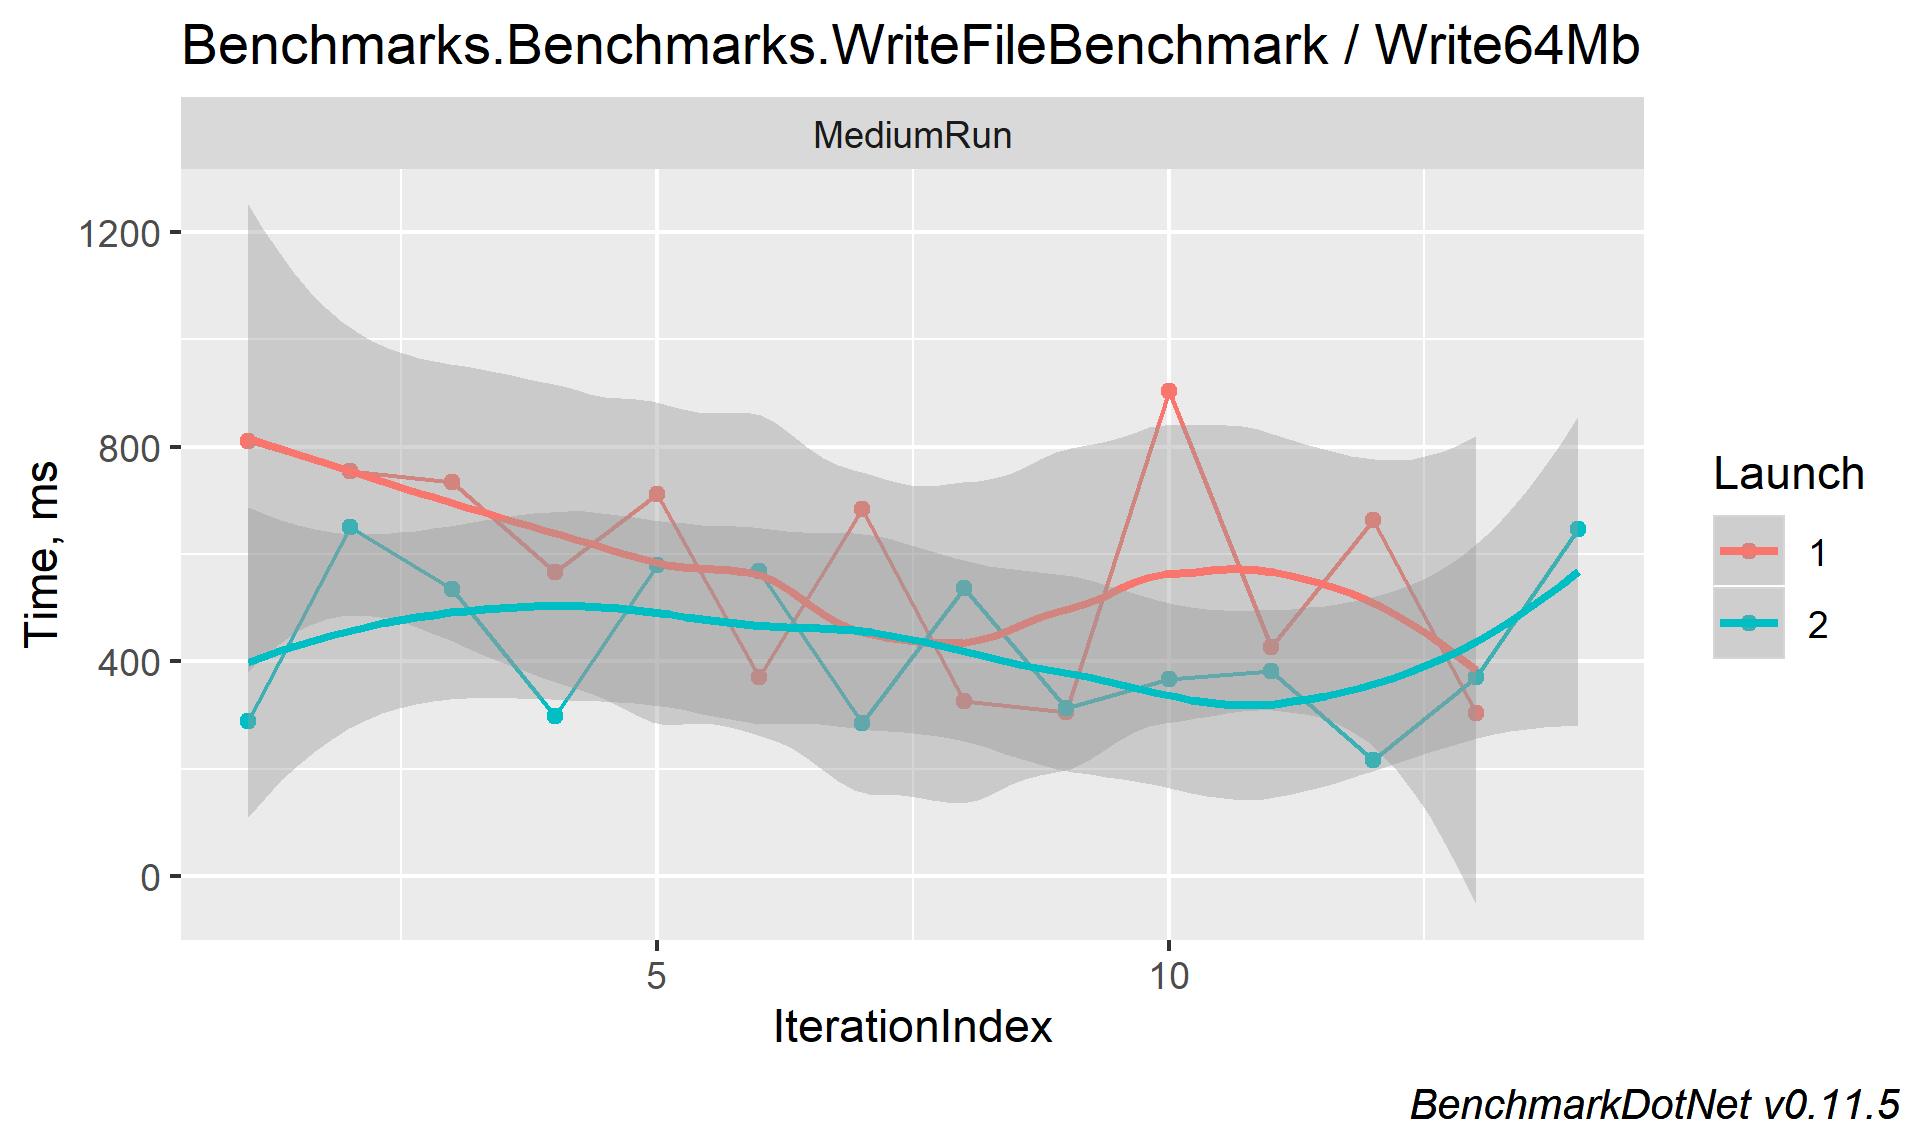 Benchmarks.Benchmarks.WriteFileBenchmark / Write64Mb
MediumRun
1200
800
400
0
Time, ms
5
10
IterationIndex
Launch
1
2
BenchmarkDotNet v0.11.5